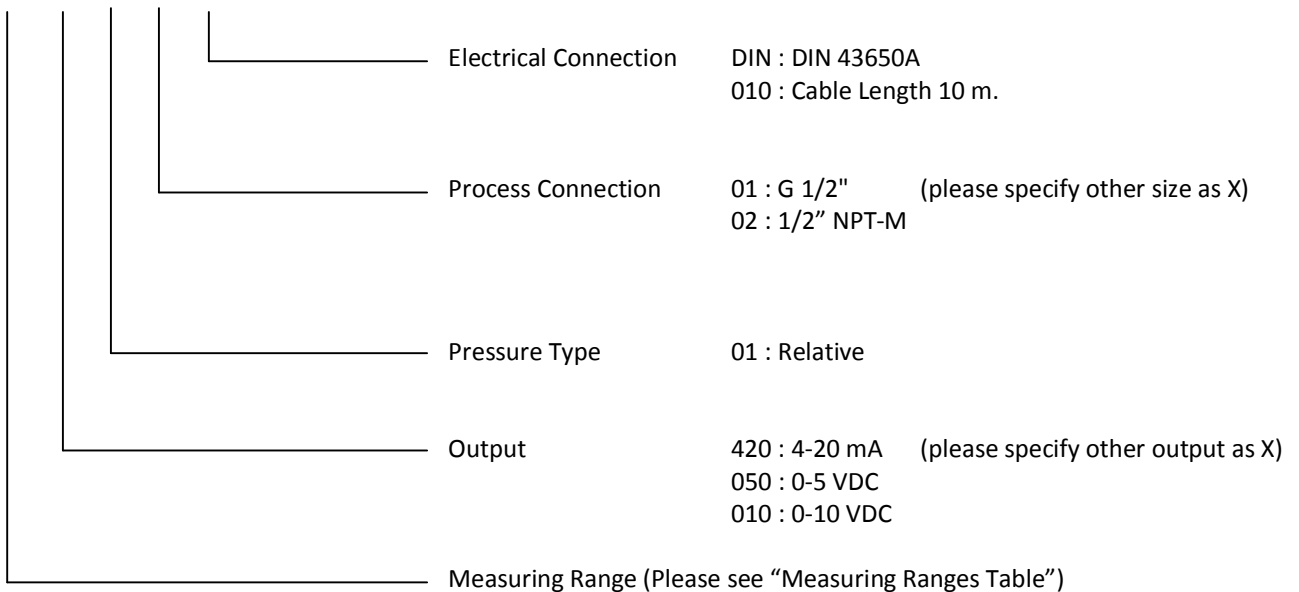 Electrical Connection DIN : DIN 43650A
010 : Cable Length 10 m.
Process Connection 01 : G 1/2" (please specify other size as X)
02 : 1/2” NPT-M
Pressure Type 01 : Relative
Output 420 : 4-20 mA (please specify other output as X)
050 : 0-5 VDC
010 : 0-10 VDC
Measuring Range (Please see “Measuring Ranges Table”)